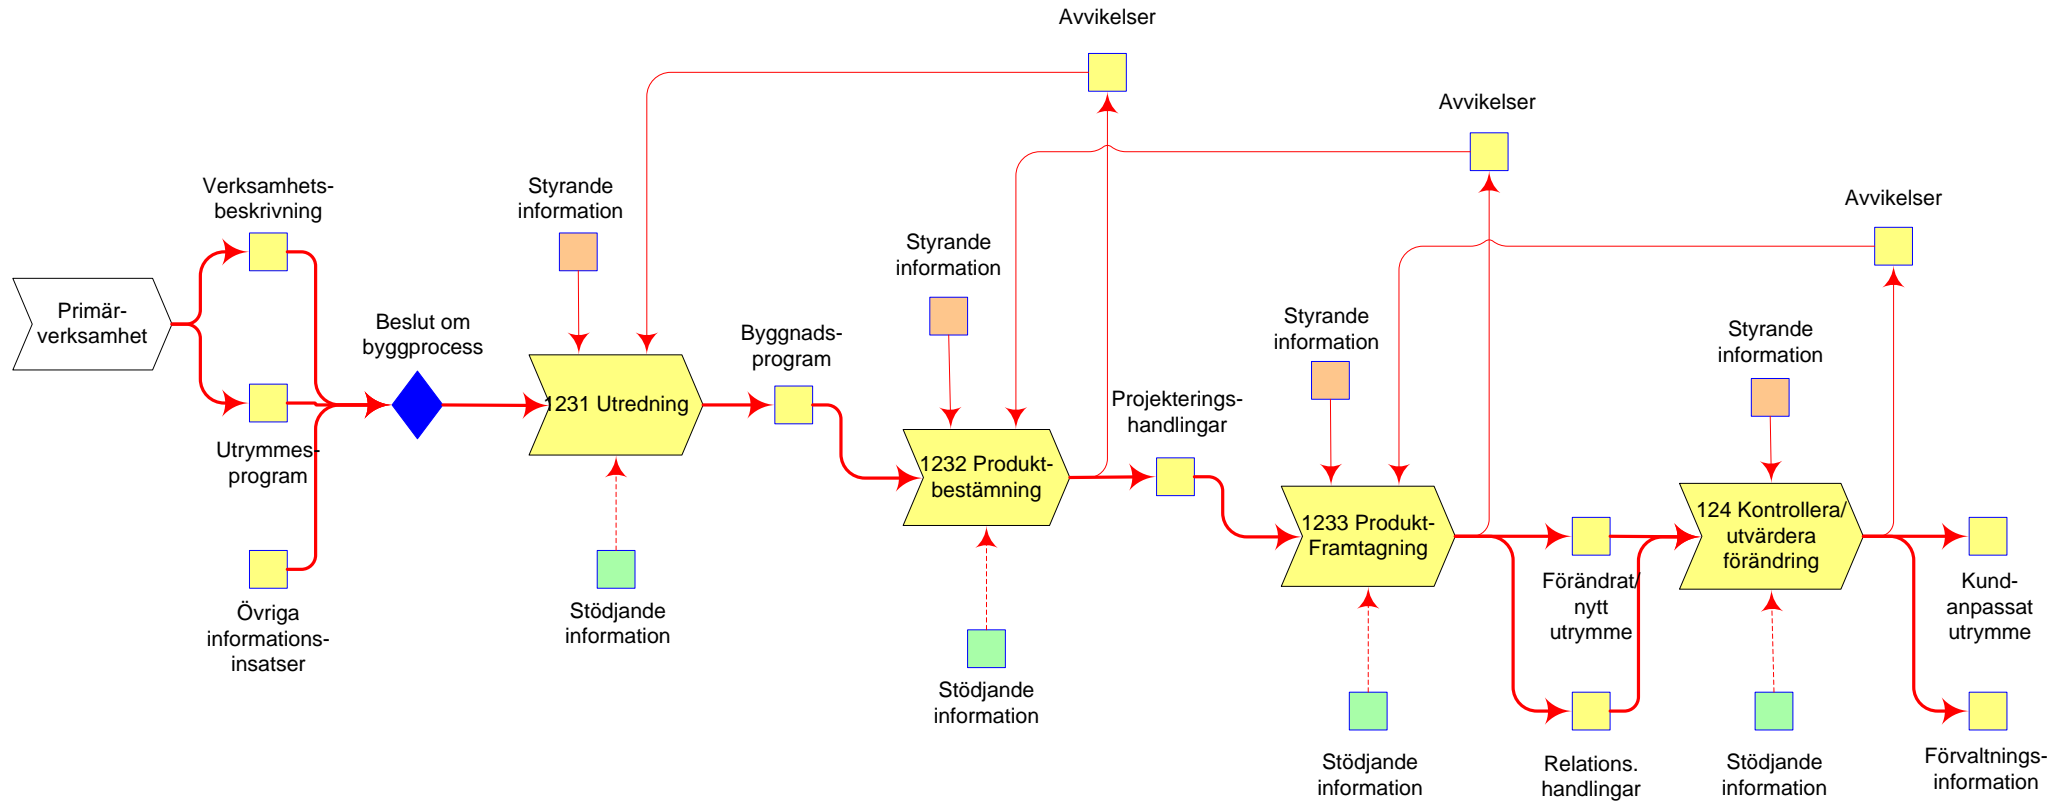 Avvikelser
Avvikelser
Avvikelser
Verksamhets-
beskrivning
Styrande
information
Styrande
information
Styrande
information
Styrande
information
Primär-
verksamhet
Beslut om
byggprocess
Byggnads-
program
Projekterings-
handlingar
1231 Utredning
Utrymmes-
program
1232 Produkt-
bestämning
1233 Produkt-
Framtagning
124 Kontrollera/
utvärdera
förändring
Övriga
informations-
insatser
Stödjande
information
Stödjande
information
Förändrat/
nytt
utrymme
Kund-
anpassat
utrymme
Stödjande
information
Relations.
handlingar
Stödjande
information
Förvaltnings-
information